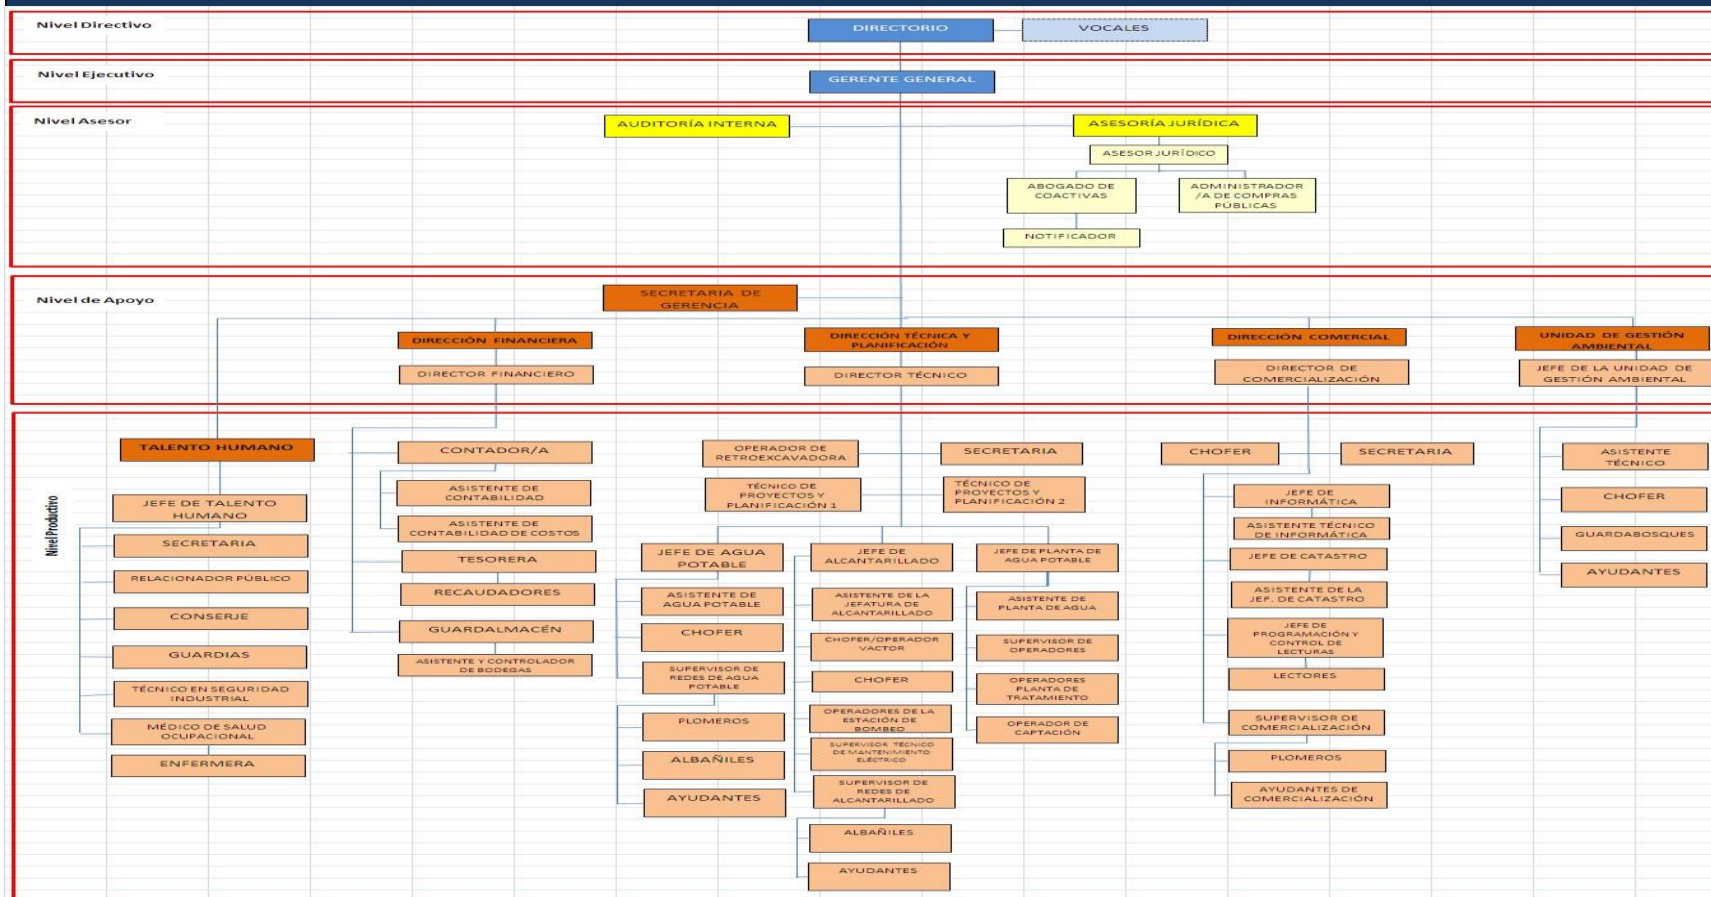 Nivel Directivo
DIRECTORIO
VOCALES
Nivel Ejecutivo
GERENTE GENERAL
Nivel Asesor
AUDITORÍA INTERNA
ASESORÍA JURÍDICA
ASESOR JURÍDICO
ABOGADO DE
COACTIVAS
ADMINISTRADOR
/A DE COMPRAS
PÚBLICAS
NOTIFICADOR
Nivel de Apoyo
SECRETARIA DE
GERENCIA
DIRECCIÓN FINANCIERA
DIRECTOR FINANCIERO
DIRECCIÓN TÉCNICA Y
PLANIFICACIÓN
DIRECTOR TÉCNICO
DIRECCIÓN COMERCIAL
DIRECTOR DE
COMERCIALIZACIÓN
UNIDAD DE GESTIÓN
AMBIENTAL
JEFE DE LA UNIDAD DE
GESTIÓN AMBIENTAL
Nivel Productivo
TALENTO HUMANO
JEFE DE TALENTO
HUMANO
SECRETARIA
RELACIONADOR PÚBLICO
CONSERJE
GUARDIAS
TÉCNICO EN SEGURIDAD
INDUSTRIAL
MÉDICO DE SALUD
OCUPACIONAL
ENFERMERA
CONTADOR/A
ASISTENTE DE
CONTABILIDAD
ASISTENTE DE
CONTABILIDAD DE COSTOS
TESORERA
RECAUDADORES
GUARDALMACÉN
ASISTENTE Y CONTROLADOR
DE BODEGAS
OPERADOR DE
RETROEXCAVADORA
SECRETARIA
TÉCNICO DE
PROYECTOS Y
PLANIFICACIÓN 1
TÉCNICO DE
PROYECTOS Y
PLANIFICACIÓN 2
JEFE DE AGUA
POTABLE
ASISTENTE DE
AGUA POTABLE
CHOFER
SUPERVISOR DE
REDES DE AGUA
POTABLE
PLOMEROS
ALBAÑILES
AYUDANTES
JEFE DE
ALCANTARILLADO
ASISTENTE DE LA
JEFATURA DE
ALCANTARILLADO
CHOFER/OPERADOR
VACTOR
CHOFER
OPERADORES DE LA
ESTACIÓN DE
BOMBEO
SUPERVISOR TÉCNICO
DE MANTENIMIENTO
ELÉCTRICO
SUPERVISOR DE
REDES DE
ALCANTARILLADO
ALBAÑILES
AYUDANTES
JEFE DE PLANTA DE
AGUA POTABLE
ASISTENTE DE
PLANTA DE AGUA
SUPERVISOR DE
OPERADORES
OPERADORES
PLANTA DE
TRATAMIENTO
OPERADOR DE
CAPTACIÓN
CHOFER
SECRETARIA
JEFE DE
INFORMÁTICA
ASISTENTE TÉCNICO
DE INFORMÁTICA
JEFE DE CATASTRO
ASISTENTE DE LA
JEF. DE CATASTRO
JEFE DE
PROGRAMACIÓN Y
CONTROL DE
LECTURAS
LECTORES
SUPERVISOR DE
COMERCIALIZACIÓN
PLOMEROS
AYUDANTES DE
COMERCIALIZACIÓN
ASISTENTE
TÉCNICO
CHOFER
GUARDABOSQUES
AYUDANTES